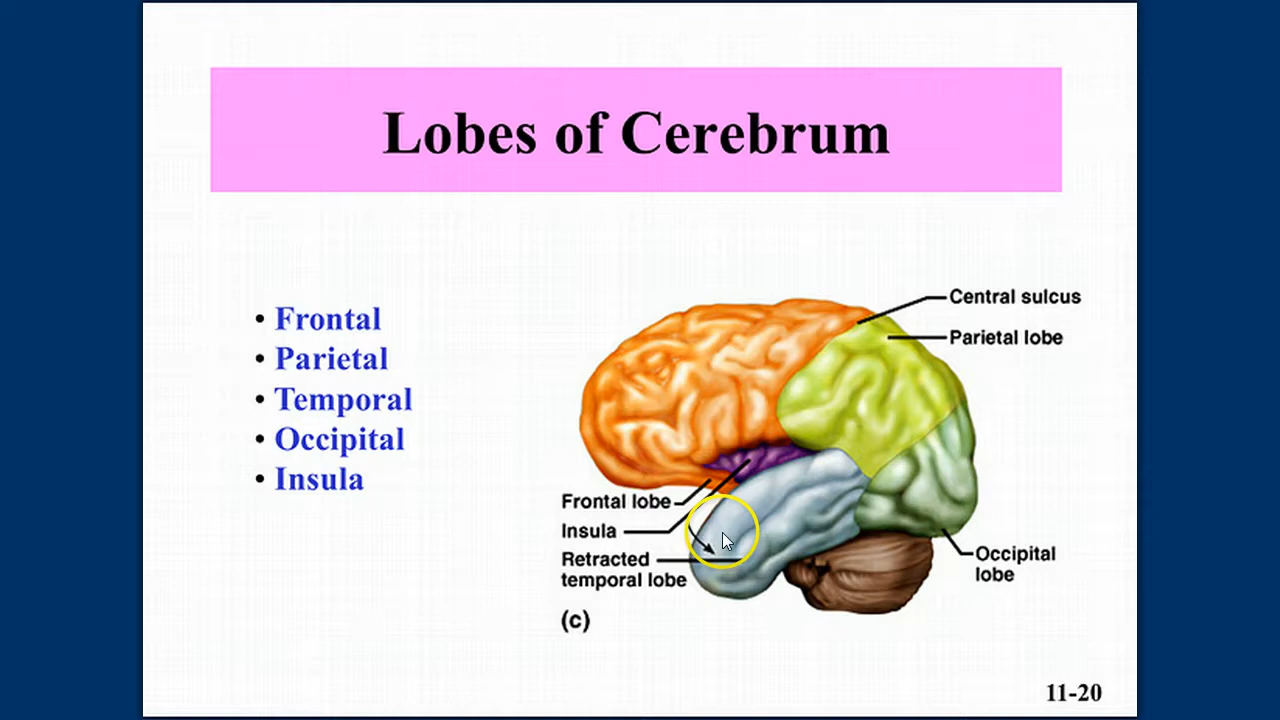 Lobes of Cerebrum
• Frontal
• Parietal
• Temporal
• Occipital
• Insula
Central sulcus
Parietal lobe
Frontal lobe
Insula
Retracted
temporal lobe
Occipital
lobe
(c)
11-20